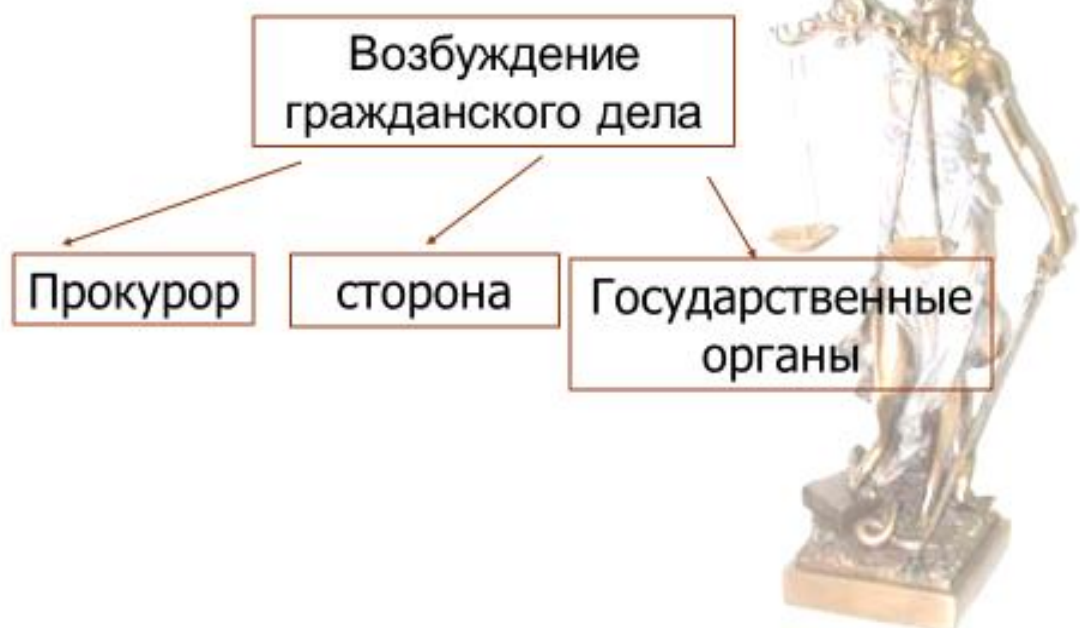 Возбуждение
гражданского дела
Прокурор
сторона
Государственные
органы